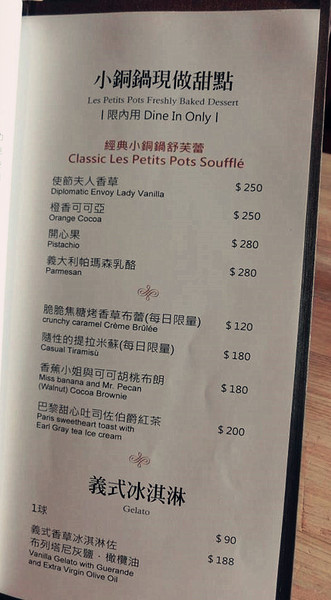 小銅鍋現做甜點
Les Petits Pots Freshly Baked Dessert
| 限內用 Dine In Only |
經典小銅鍋舒芙蕾
Classic Les Petits Pots Soufflé
使節夫人香草
Diplomatic Envoy Lady Vanilla $ 250
橙香可可亞
Orange Cocoa $ 250
開心果
Pistachio $ 280
義大利帕瑪森乳酪
Parmesan $ 280
脆脆焦糖烤香草布蕾(每日限量)
crunchy caramel Crème Brûlée $ 120
隨性的提拉米蘇(每日限量)
Casual Tiramisù $ 180
香蕉小姐與可可胡桃布朗
Miss banana and Mr. Pecan $ 180
(Walnut) Cocoa Brownie
巴黎甜心吐司佐伯爵紅茶
Paris sweetheart toast with $ 200
Earl Gray tea Ice cream
義式冰淇淋
Gelato
1球 $ 90
義式香草冰淇淋佐
布列塔尼灰鹽．橄欖油 $ 188
Vanilla Gelato with Guerande
and Extra Virgin Olive Oil